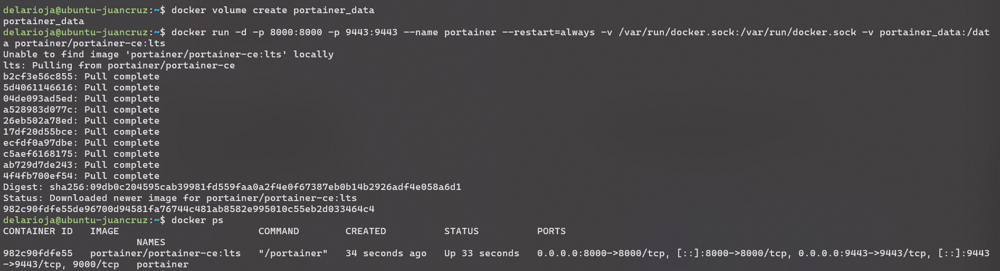 delarioja@ubuntu-juancruz:~$ docker volume create portainer_data
portainer_data
delarioja@ubuntu-juancruz:~$ docker run -d -p 8000:8000 -p 9443:9443 --name portainer --restart=always -v /var/run/docker.sock:/var/run/docker.sock -v portainer_data:/dat
a portainer/portainer-ce:lts
Unable to find image 'portainer/portainer-ce:lts' locally
lts: Pulling from portainer/portainer-ce
b2cf3e56c855: Pull complete
5d4061146616: Pull complete
04de093ad5ed: Pull complete
a528983d077c: Pull complete
26eb502a78ed: Pull complete
17df20d55bce: Pull complete
ecfdf0a97dbe: Pull complete
c5aef6168175: Pull complete
ab729d7de243: Pull complete
4f4fb700ef54: Pull complete
Digest: sha256:09db0c204595cab39981fd559faa0a2f4e0f67387eb0b14b2926adf4e058a6d1
Status: Downloaded newer image for portainer/portainer-ce:lts
982c90fdfe55de96700d94581fa76744c481ab8582e995010c55eb2d033464c4
delarioja@ubuntu-juancruz:~$ docker ps
CONTAINER ID   IMAGE                        COMMAND        CREATED          STATUS          PORTS
                       NAMES
982c90fdfe55   portainer/portainer-ce:lts   "/portainer"   34 seconds ago   Up 33 seconds   0.0.0.0:8000->8000/tcp, [::]:8000->8000/tcp, 0.0.0.0:9443->9443/tcp, [::]:9443
->9443/tcp, 9000/tcp   portainer